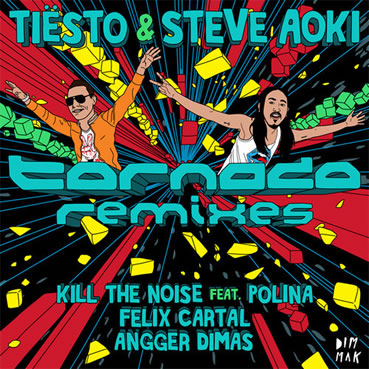 TIËSTO & STEVE AOKI
tornado
remixes
KILL THE NOISE FEAT. POLINA
FELIX CARTAL
ANGGER DIMAS
DIM
MAK